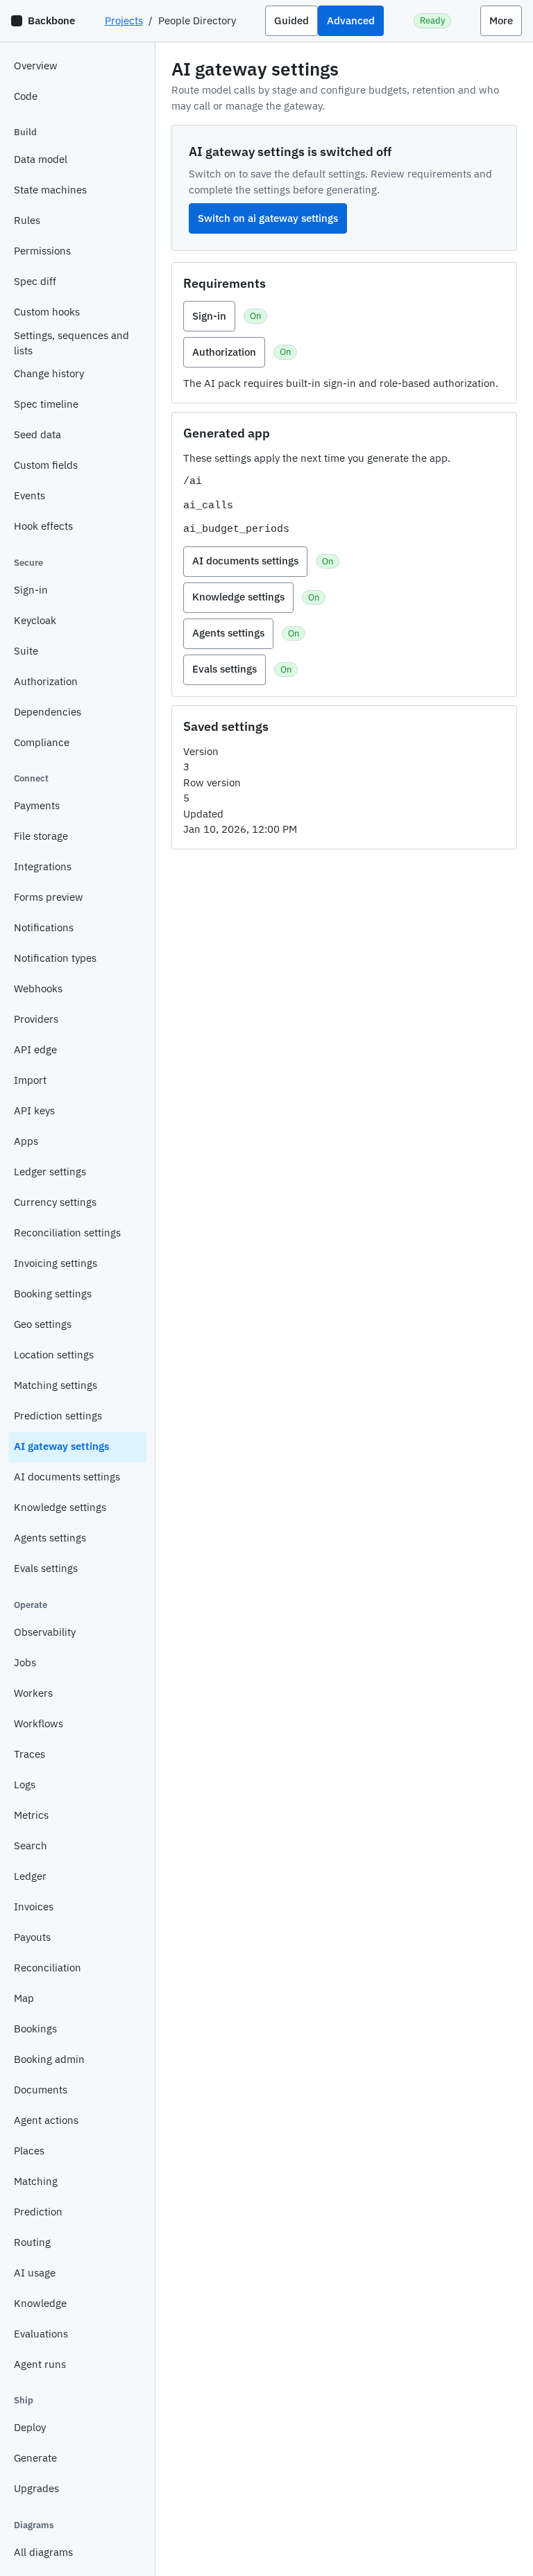 Backbone
Projects / People Directory
Guided
Advanced
Ready
More
Overview
Code
Build
Data model
State machines
Rules
Permissions
Spec diff
Custom hooks
Settings, sequences and
lists
Change history
Spec timeline
Seed data
Custom fields
Events
Hook effects
Secure
Sign-in
Keycloak
Suite
Authorization
Dependencies
Compliance
Connect
Payments
File storage
Integrations
Forms preview
Notifications
Notification types
Webhooks
Providers
API edge
Import
API keys
Apps
Ledger settings
Currency settings
Reconciliation settings
Invoicing settings
Booking settings
Geo settings
Location settings
Matching settings
Prediction settings
AI gateway settings
AI documents settings
Knowledge settings
Agents settings
Evals settings
Operate
Observability
Jobs
Workers
Workflows
Traces
Logs
Metrics
Search
Ledger
Invoices
Payouts
Reconciliation
Map
Bookings
Booking admin
Documents
Agent actions
Places
Matching
Prediction
Routing
AI usage
Knowledge
Evaluations
Agent runs
Ship
Deploy
Generate
Upgrades
Diagrams
All diagrams
AI gateway settings
Route model calls by stage and configure budgets, retention and who
may call or manage the gateway.
AI gateway settings is switched off
Switch on to save the default settings. Review requirements and
complete the settings before generating.
Switch on ai gateway settings
Requirements
Sign-in On
Authorization On
The AI pack requires built-in sign-in and role-based authorization.
Generated app
These settings apply the next time you generate the app.
/ai
ai_calls
ai_budget_periods
AI documents settings On
Knowledge settings On
Agents settings On
Evals settings On
Saved settings
Version
3
Row version
5
Updated
Jan 10, 2026, 12:00 PM